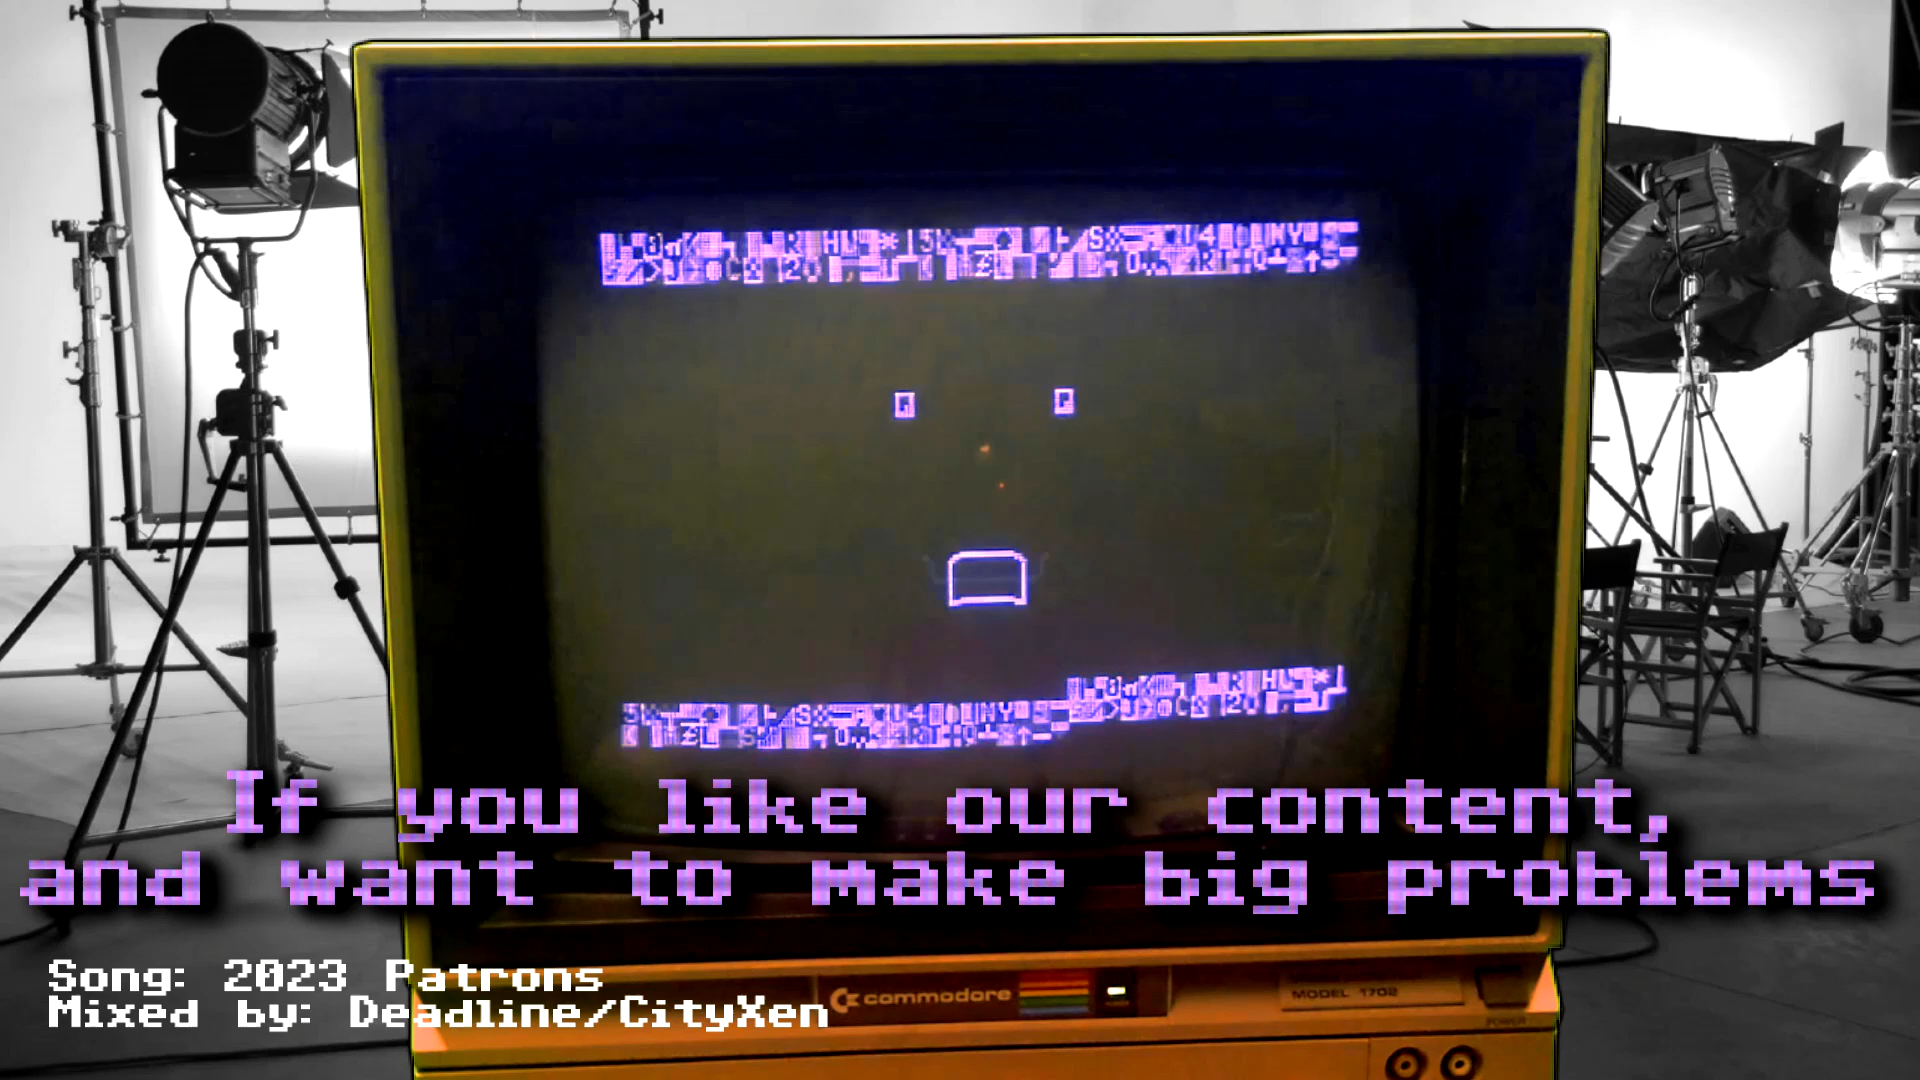 If you like our content,
and want to make big problems
Song: 2023 Patrons
Mixed by: Deadline/CityXen
commodore
MODEL 1702
POWER